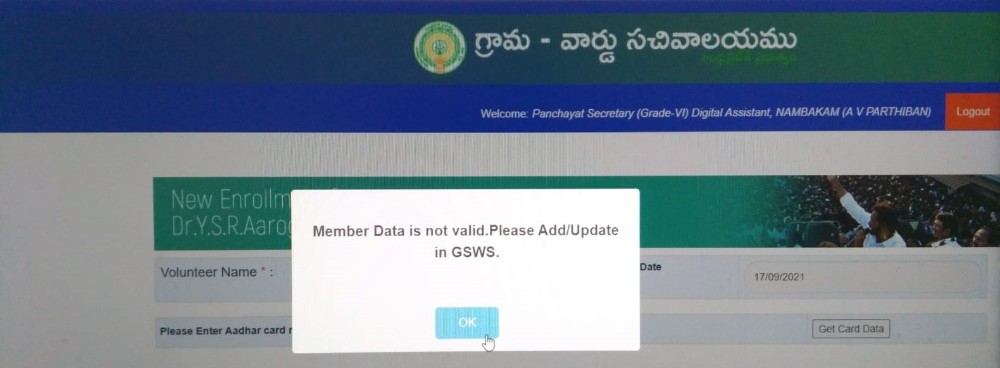 గ్రామ - వార్డు సచివాలయము
Welcome: Panchayat Secretary (Grade-VI) Digital Assistant, NAMBAKAM (A V PARTHIBAN)
Logout
New Enrollm
Dr.Y.S.R.Aarog
Member Data is not valid.Please Add/Update
in GSWS.
OK
Volunteer Name * :
Date
17/09/2021
Please Enter Aadhar card
Get Card Data